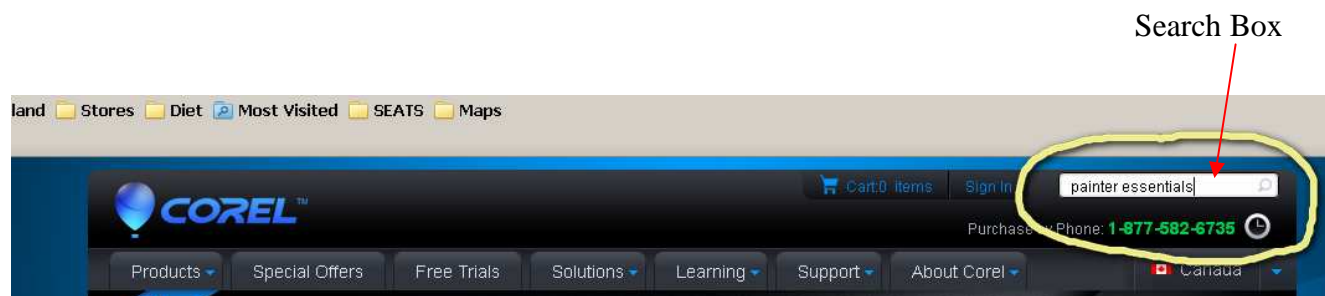 Search Box
land Stores Diet Most Visited SEATS Maps
Cart:0 items Sign In painter essentials
COREL™
Purchase by Phone: 1-877-582-6735
Products Special Offers Free Trials Solutions Learning Support About Corel Canada